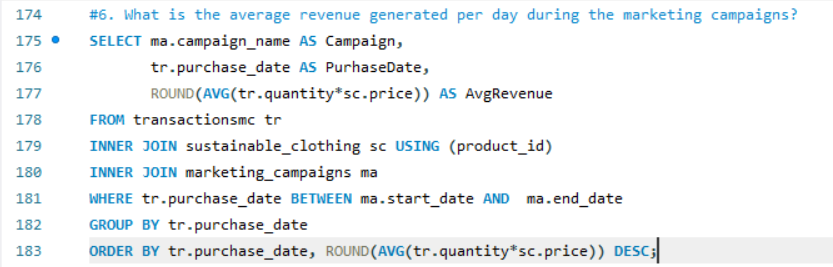 174 #6. What is the average revenue generated per day during the marketing campaigns?
175 SELECT ma.campaign_name AS Campaign,
176 tr.purchase_date AS PurhaseDate,
177 ROUND(AVG(tr.quantity*sc.price)) AS AvgRevenue
178 FROM transactionsmc tr
179 INNER JOIN sustainable_clothing sc USING (product_id)
180 INNER JOIN marketing_campaigns ma
181 WHERE tr.purchase_date BETWEEN ma.start_date AND  ma.end_date
182 GROUP BY tr.purchase_date
183 ORDER BY tr.purchase_date, ROUND(AVG(tr.quantity*sc.price)) DESC;